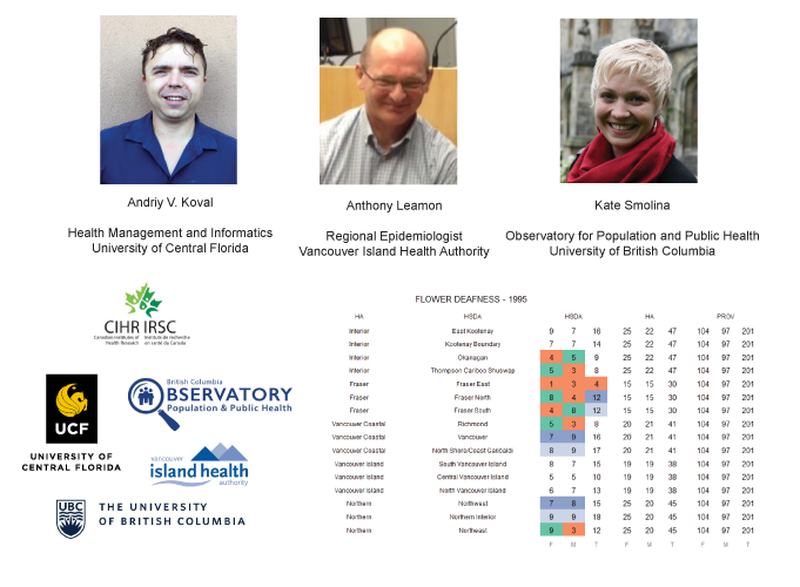 Andriy V. Koval
Health Management and Informatics
University of Central Florida
Anthony Leamon
Regional Epidemiologist
Vancouver Island Health Authority
Kate Smolina
Observatory for Population and Public Health
University of British Columbia
CIHR IRSC
Canadian Institutes of Health Research
Instituts de recherche en santé du Canada
UCF
UNIVERSITY OF
CENTRAL FLORIDA
British Columbia
OBSERVATORY
Population & Public Health
vancouver
island health
authority
UBC
THE UNIVERSITY
OF BRITISH COLUMBIA
FLOWER DEAFNESS - 1995
HA HSDA HSDA HA PROV
Interior East Kootenay 9 7 16 25 22 47 104 97 201
Interior Kootenay Boundary 7 7 14 25 22 47 104 97 201
Interior Okanagan 4 5 9 25 22 47 104 97 201
Interior Thompson Cariboo Shuswap 5 3 8 25 22 47 104 97 201
Fraser Fraser East 1 3 4 15 15 30 104 97 201
Fraser Fraser North 8 4 12 15 15 30 104 97 201
Fraser Fraser South 4 8 12 15 15 30 104 97 201
Vancouver Coastal Richmond 5 3 8 20 21 41 104 97 201
Vancouver Coastal Vancouver 7 9 16 20 21 41 104 97 201
Vancouver Coastal North Shore/Coast Garibaldi 8 9 17 20 21 41 104 97 201
Vancouver Island South Vancouver Island 8 7 15 19 19 38 104 97 201
Vancouver Island Central Vancouver Island 5 5 10 19 19 38 104 97 201
Vancouver Island North Vancouver Island 6 7 13 19 19 38 104 97 201
Northern Northwest 7 8 15 25 20 45 104 97 201
Northern Northern Interior 9 9 18 25 20 45 104 97 201
Northern Northeast 9 3 12 25 20 45 104 97 201
F M T F M T F M T